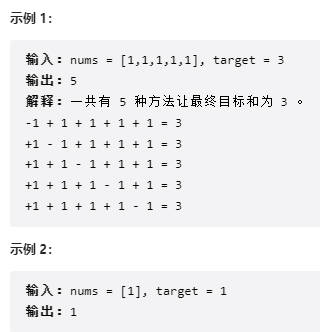 示例 1：
输入：nums = [1,1,1,1,1], target = 3
输出：5
解释：一共有 5 种方法让最终目标和为 3 。
-1 + 1 + 1 + 1 + 1 = 3
+1 - 1 + 1 + 1 + 1 = 3
+1 + 1 - 1 + 1 + 1 = 3
+1 + 1 + 1 - 1 + 1 = 3
+1 + 1 + 1 + 1 - 1 = 3
示例 2：
输入：nums = [1], target = 1
输出：1